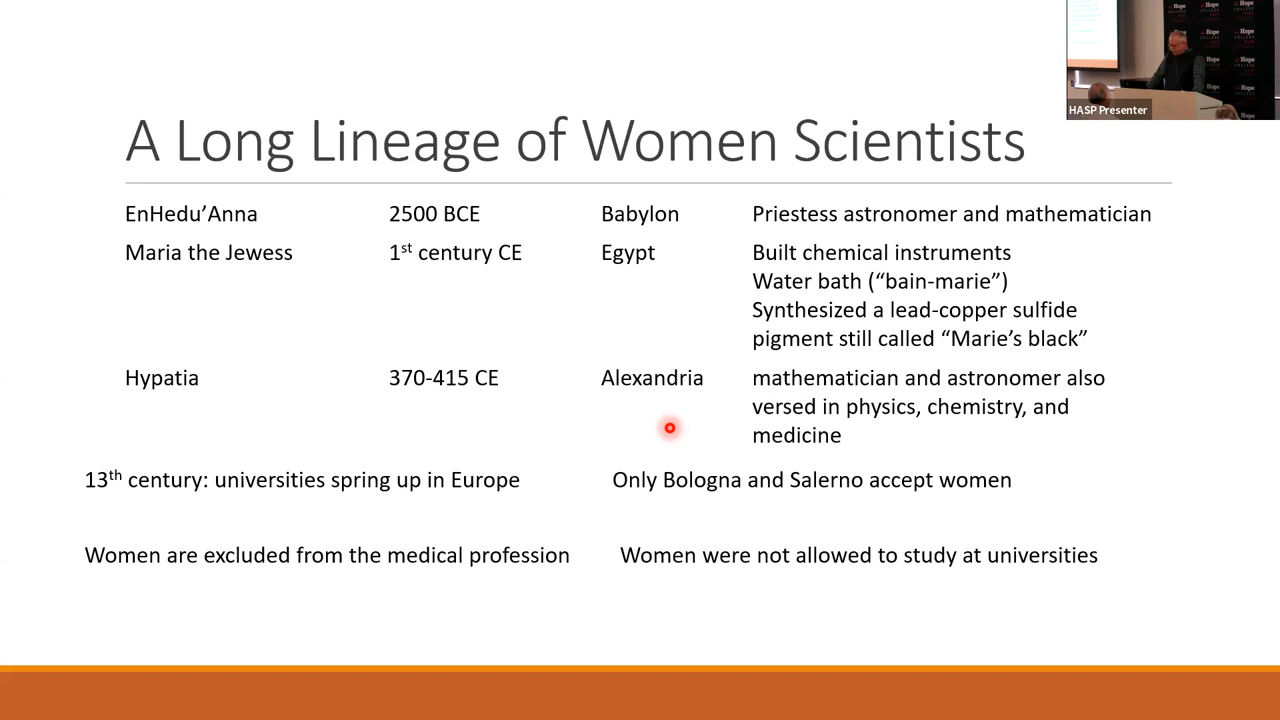 A Long Lineage of Women Scientists
EnHedu’Anna 2500 BCE Babylon Priestess astronomer and mathematician
Maria the Jewess 1st century CE Egypt Built chemical instruments
Water bath (“bain-marie”)
Synthesized a lead-copper sulfide
pigment still called “Marie’s black”
Hypatia 370-415 CE Alexandria mathematician and astronomer also
versed in physics, chemistry, and
medicine
13th century: universities spring up in Europe Only Bologna and Salerno accept women
Women are excluded from the medical profession Women were not allowed to study at universities
Hope
COLLEGE
HASP Presenter